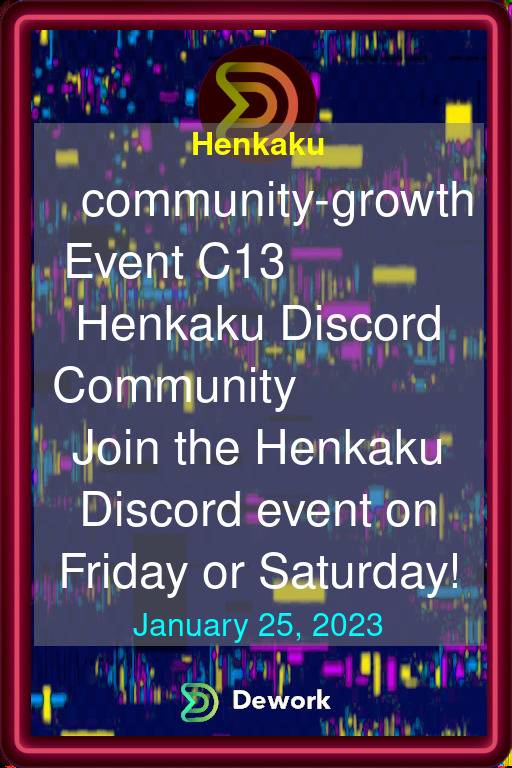 Henkaku
community-growth
Event C13
Henkaku Discord
Community
Join the Henkaku
Discord event on
Friday or Saturday!
January 25, 2023
Dework